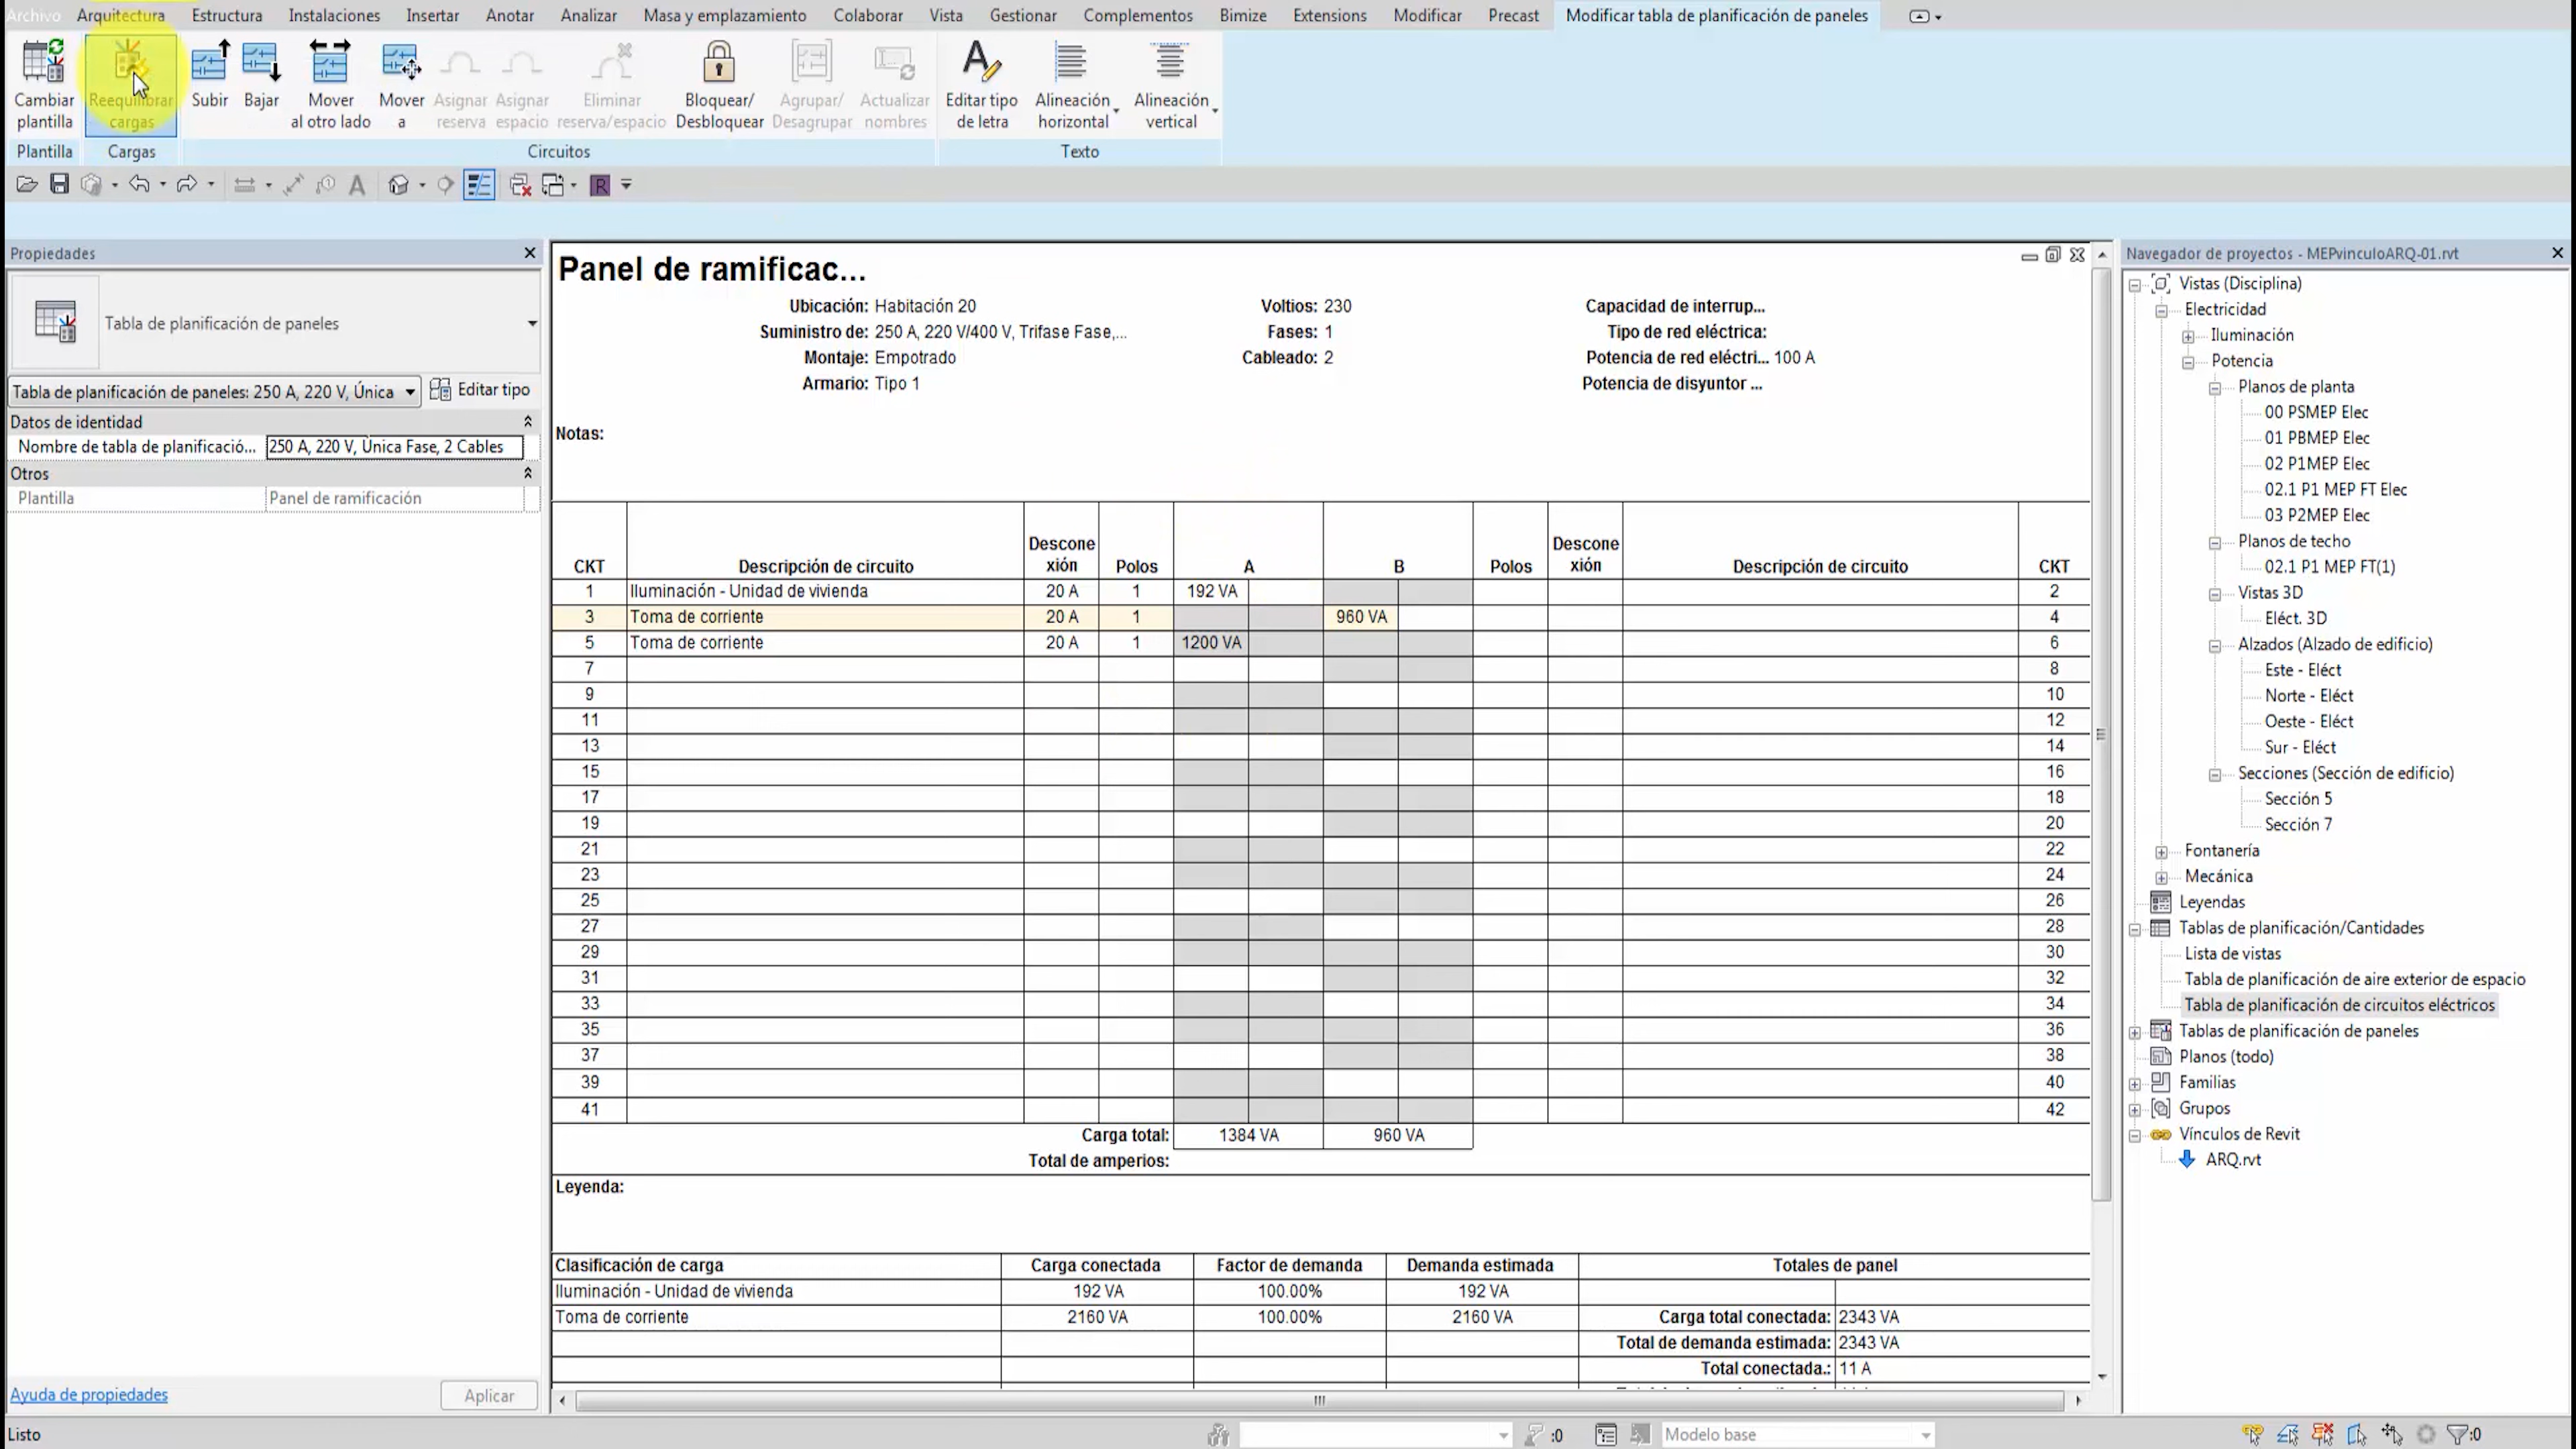 Archivo Arquitectura Estructura Instalaciones Insertar Anotar Analizar Masa y emplazamiento Colaborar Vista Gestionar Complementos Bimize Extensions Modificar Precast Modificar tabla de planificación de paneles
Cambiar plantilla
Reequilibrar cargas
Subir
Bajar
Mover al otro lado
Mover a
Asignar reserva
Asignar espacio
Eliminar reserva/espacio
Bloquear/ Desbloquear
Agrupar/ Desagrupar
Actualizar nombres
Editar tipo de letra
Alineación horizontal
Alineación vertical
Plantilla Cargas Circuitos Texto
Propiedades
Tabla de planificación de paneles
Tabla de planificación de paneles: 250 A, 220 V, Única Editar tipo
Datos de identidad
Nombre de tabla de planificació... 250 A, 220 V, Única Fase, 2 Cables
Otros
Plantilla Panel de ramificación
Ayuda de propiedades Aplicar
Panel de ramificac...
Ubicación: Habitación 20 Voltios: 230 Capacidad de interrup...
Suministro de: 250 A, 220 V/400 V, Trifase Fase,... Fases: 1 Tipo de red eléctrica:
Montaje: Empotrado Cableado: 2 Potencia de red eléctri... 100 A
Armario: Tipo 1 Potencia de disyuntor ...
Notas:
CKT Descripción de circuito Desconexión Polos A B Polos Desconexión Descripción de circuito CKT
1 Iluminación - Unidad de vivienda 20 A 1 192 VA 2
3 Toma de corriente 20 A 1 960 VA 4
5 Toma de corriente 20 A 1 1200 VA 6
7 8
9 10
11 12
13 14
15 16
17 18
19 20
21 22
23 24
25 26
27 28
29 30
31 32
33 34
35 36
37 38
39 40
41 42
Carga total: 1384 VA 960 VA
Total de amperios:
Leyenda:
Clasificación de carga Carga conectada Factor de demanda Demanda estimada Totales de panel
Iluminación - Unidad de vivienda 192 VA 100.00% 192 VA
Toma de corriente 2160 VA 100.00% 2160 VA Carga total conectada: 2343 VA
Total de demanda estimada: 2343 VA
Total conectada.: 11 A
Navegador de proyectos - MEPvinculoARQ-01.rvt
Vistas (Disciplina)
Electricidad
Iluminación
Potencia
Planos de planta
00 PSMEP Elec
01 PBMEP Elec
02 P1MEP Elec
02.1 P1 MEP FT Elec
03 P2MEP Elec
Planos de techo
02.1 P1 MEP FT(1)
Vistas 3D
Eléct. 3D
Alzados (Alzado de edificio)
Este - Eléct
Norte - Eléct
Oeste - Eléct
Sur - Eléct
Secciones (Sección de edificio)
Sección 5
Sección 7
Fontanería
Mecánica
Leyendas
Tablas de planificación/Cantidades
Lista de vistas
Tabla de planificación de aire exterior de espacio
Tabla de planificación de circuitos eléctricos
Tablas de planificación de paneles
Planos (todo)
Familias
Grupos
Vínculos de Revit
ARQ.rvt
Listo :0 Modelo base :0